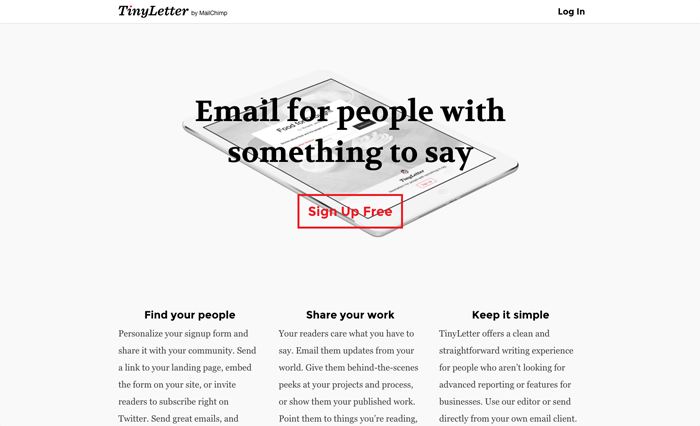 TinyLetter by MailChimp
Log In
Email for people with
something to say
Food for
TinyLetter
Sign Up Free
Find your people
Personalize your signup form and
share it with your community. Send
a link to your landing page, embed
the form on your site, or invite
readers to subscribe right on
Twitter. Send great emails, and
Share your work
Your readers care what you have to
say. Email them updates from your
world. Give them behind-the-scenes
peeks at your projects and process,
or show them your published work.
Point them to things you're reading,
Keep it simple
TinyLetter offers a clean and
straightforward writing experience
for people who aren't looking for
advanced reporting or features for
businesses. Use our editor or send
directly from your own email client.